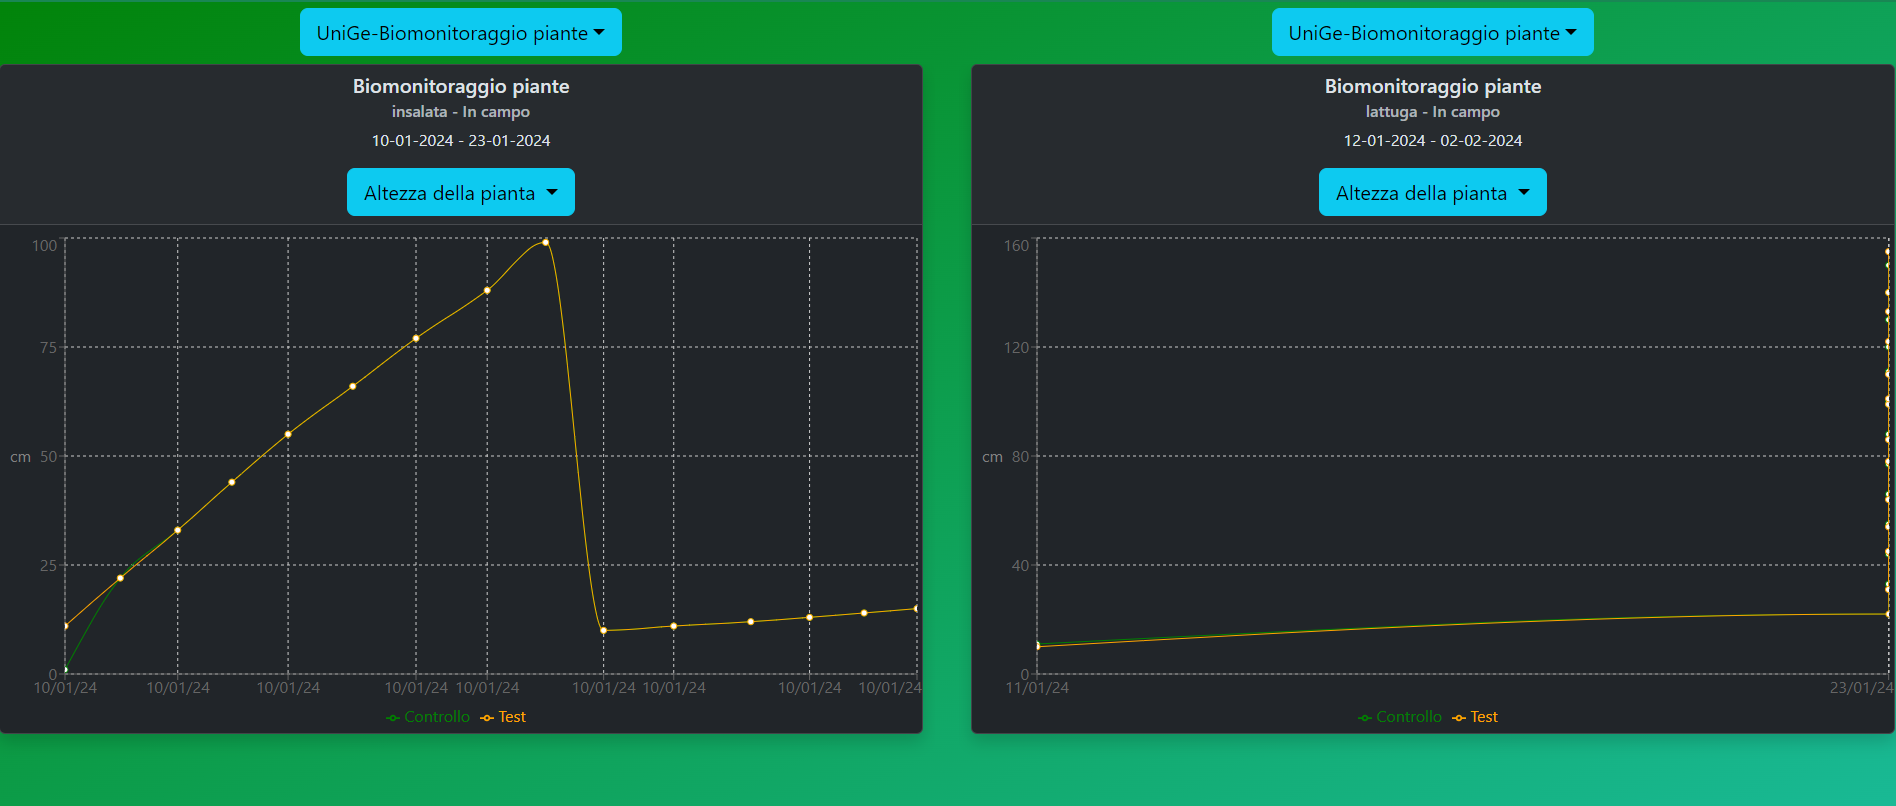 UniGe-Biomonitoraggio piante
Biomonitoraggio piante
insalata - In campo
10-01-2024 - 23-01-2024
Altezza della pianta
100
75
cm 50
25
0
10/01/24 10/01/24 10/01/24 10/01/24 10/01/24 10/01/24 10/01/24 10/01/24 10/01/24
Controllo Test
UniGe-Biomonitoraggio piante
Biomonitoraggio piante
lattuga - In campo
12-01-2024 - 02-02-2024
Altezza della pianta
160
120
cm 80
40
0
11/01/24 23/01/24
Controllo Test